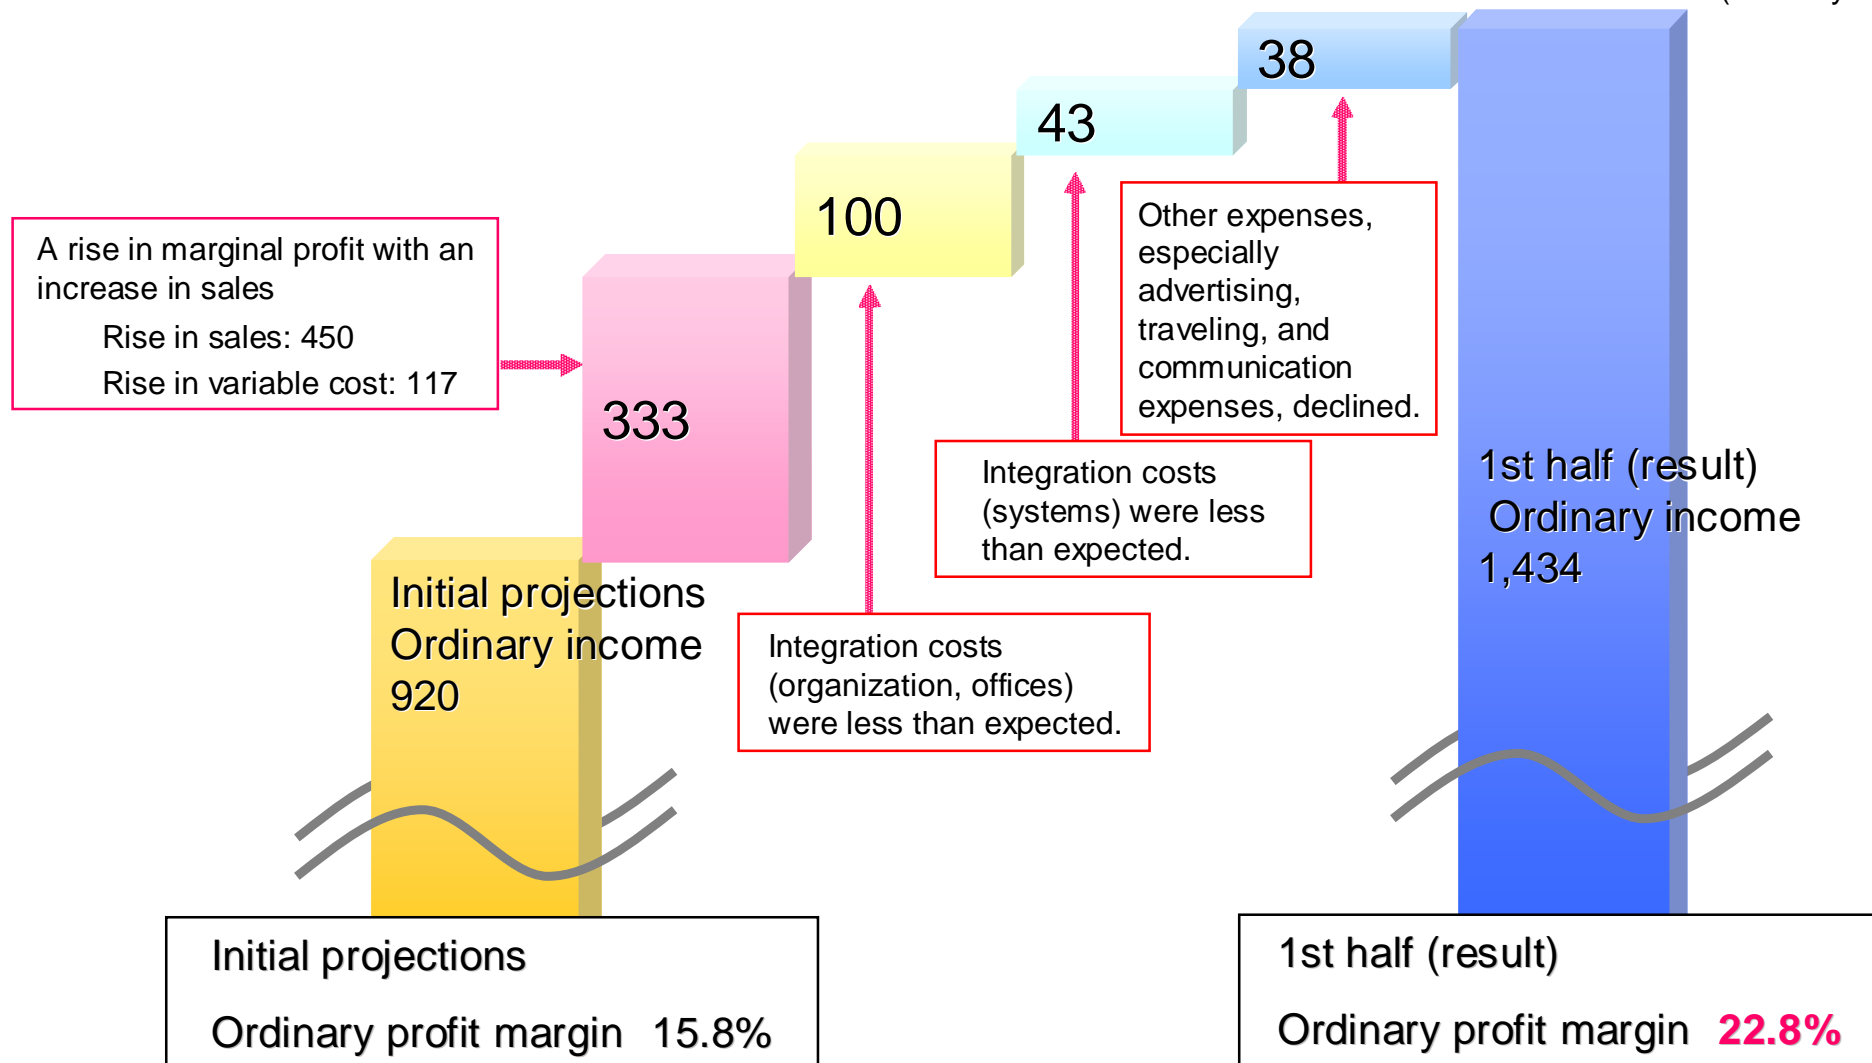 38
43
100
333
A rise in marginal profit with an
increase in sales
Rise in sales: 450
Rise in variable cost: 117
Other expenses,
especially
advertising,
traveling, and
communication
expenses, declined.
Integration costs
(systems) were less
than expected.
Integration costs
(organization, offices)
were less than expected.
Initial projections
Ordinary income
920
1st half (result)
Ordinary income
1,434
Initial projections
Ordinary profit margin 15.8%
1st half (result)
Ordinary profit margin 22.8%